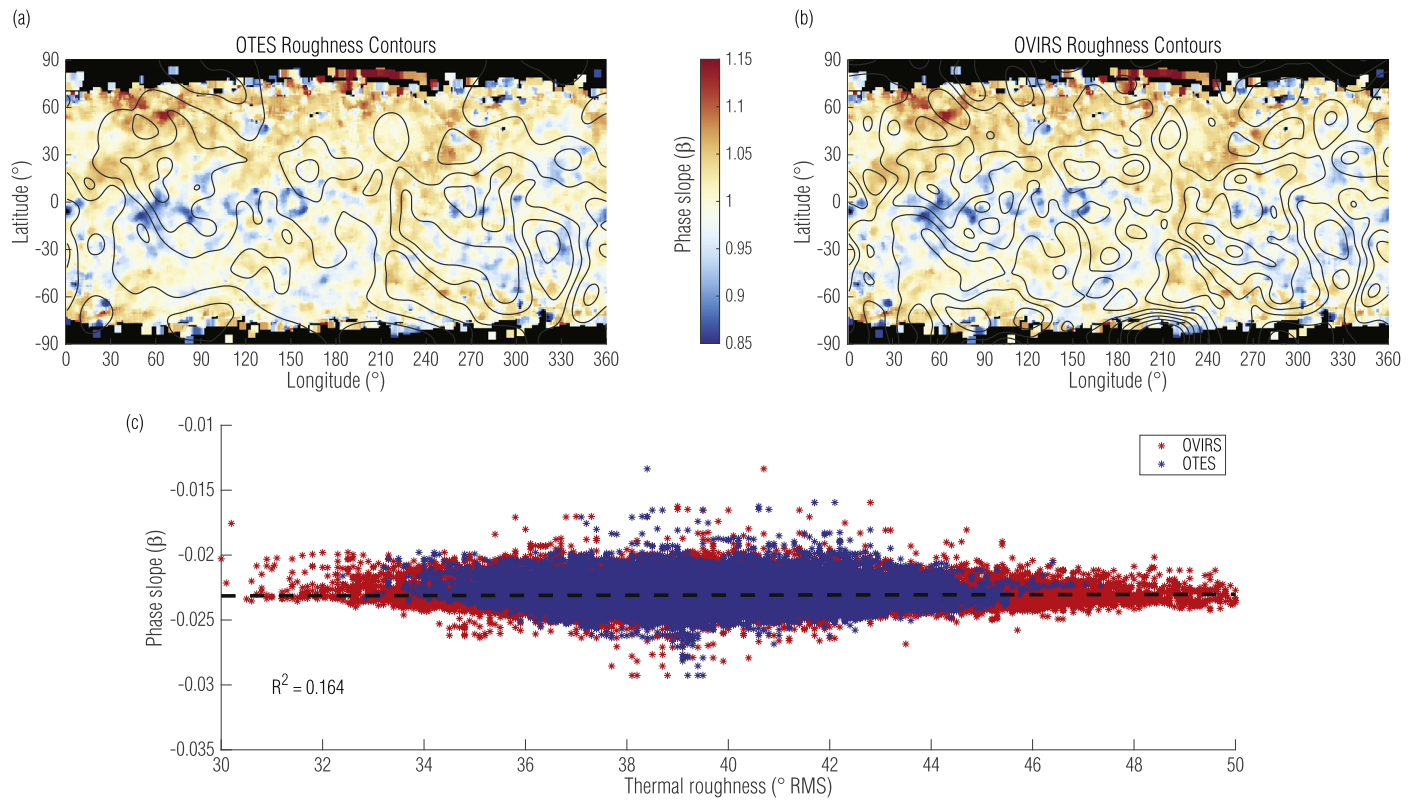 (a)
OTES Roughness Contours
90
60
30
0
-30
-60
-90
Latitude (°)
0 30 60 90 120 150 180 210 240 270 300 330 360
Longitude (°)
1.15
1.1
1.05
1
0.95
0.9
0.85
Phase slope (β)
(b)
OVIRS Roughness Contours
90
60
30
0
-30
-60
-90
Latitude (°)
0 30 60 90 120 150 180 210 240 270 300 330 360
Longitude (°)
(c)
-0.01
-0.015
-0.02
-0.025
-0.03
-0.035
Phase slope (β)
OVIRS
OTES
R² = 0.164
30 32 34 36 38 40 42 44 46 48 50
Thermal roughness (° RMS)